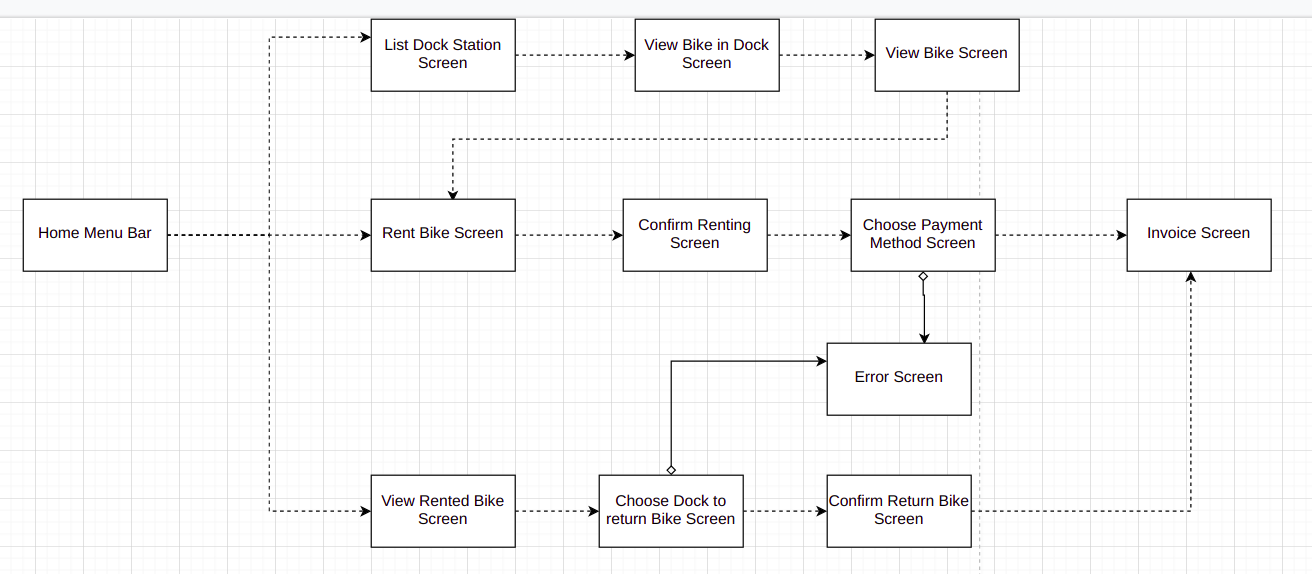 List Dock Station
Screen
View Bike in Dock
Screen
View Bike Screen
Home Menu Bar
Rent Bike Screen
Confirm Renting
Screen
Choose Payment
Method Screen
Invoice Screen
Error Screen
View Rented Bike
Screen
Choose Dock to
return Bike Screen
Confirm Return Bike
Screen